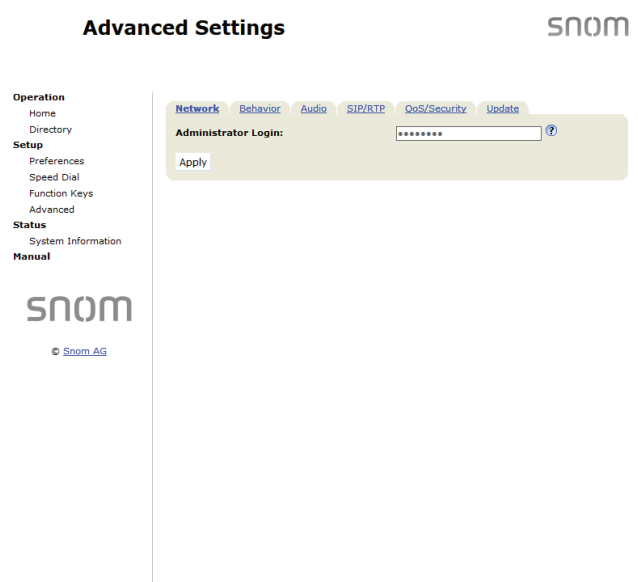 Advanced Settings
snom
Operation
Home
Directory
Setup
Preferences
Speed Dial
Function Keys
Advanced
Status
System Information
Manual
snom
© Snom AG
Network Behavior Audio SIP/RTP QoS/Security Update
Administrator Login: ••••••••  ?
Apply